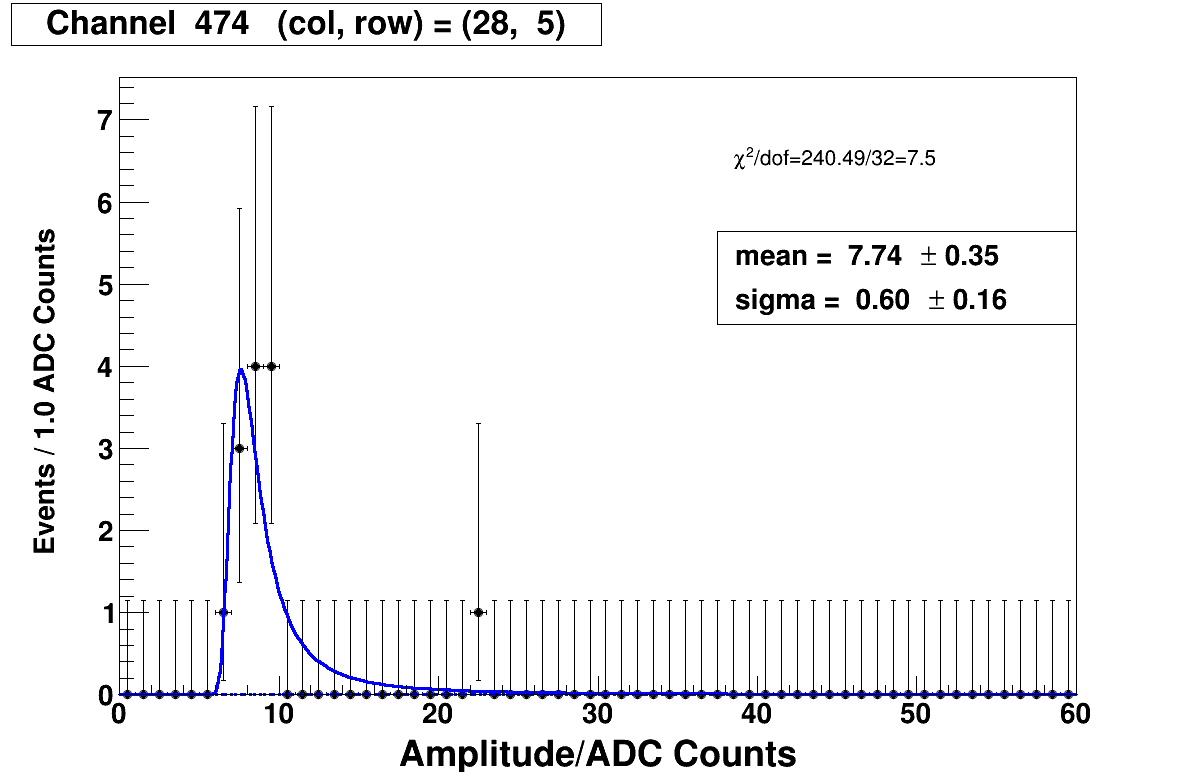 Channel 474 (col, row) = (28, 5)
χ²/dof=240.49/32=7.5
mean = 7.74 ± 0.35
sigma = 0.60 ± 0.16
Events / 1.0 ADC Counts
7
6
5
4
3
2
1
0
0 10 20 30 40 50 60
Amplitude/ADC Counts